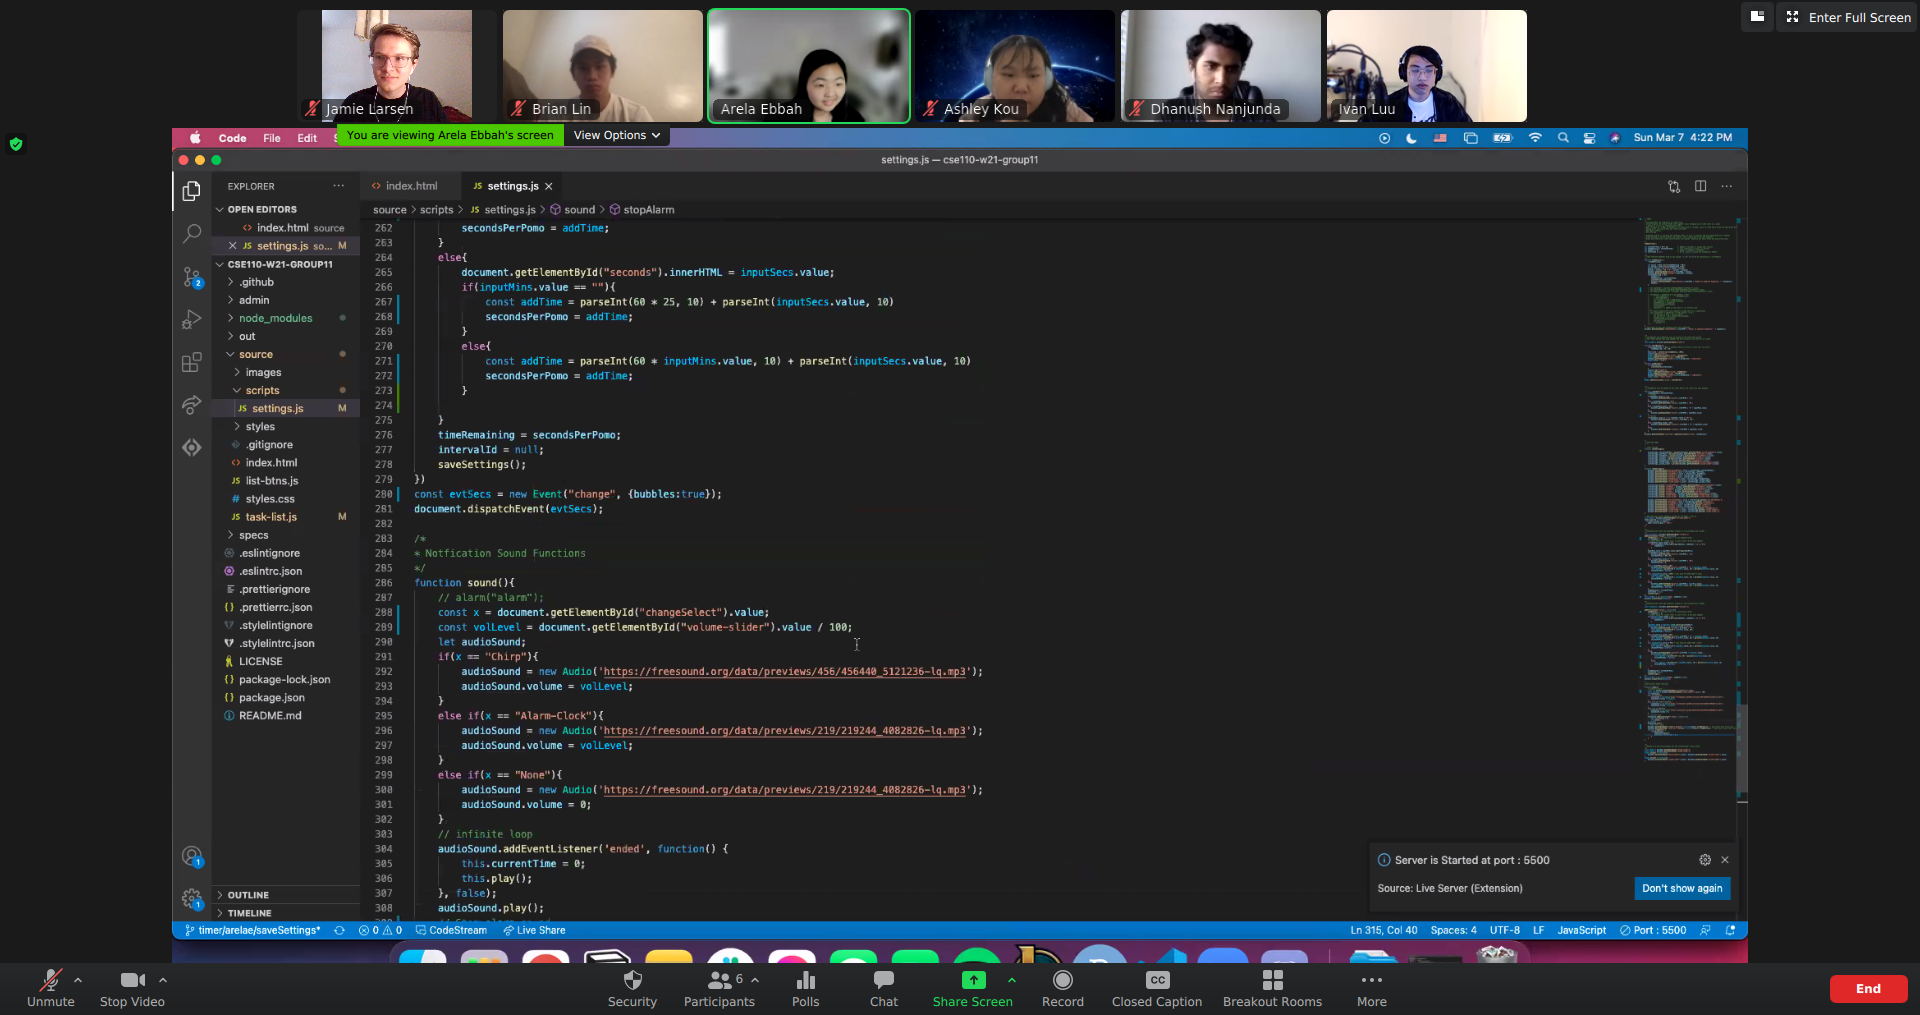 Enter Full Screen
Jamie Larsen
Brian Lin
Arela Ebbah
Ashley Kou
Dhanush Nanjunda
Ivan Luu
You are viewing Arela Ebbah's screen
View Options
Code
File
Edit
Sun Mar 7 4:22 PM
settings.js — cse110-w21-group11
EXPLORER
index.html
settings.js
source > scripts > JS settings.js > sound > stopAlarm
OPEN EDITORS
index.html source
JS settings.js so... M
CSE110-W21-GROUP11
.github
admin
node_modules
out
source
images
scripts
JS settings.js M
styles
.gitignore
index.html
JS list-btns.js
# styles.css
JS task-list.js M
specs
.eslintignore
.eslintrc.json
.prettierignore
{} .prettierrc.json
.stylelintignore
.stylelintrc.json
LICENSE
{} package-lock.json
{} package.json
README.md
OUTLINE
TIMELINE
262 secondsPerPomo = addTime;
263 }
264 else{
265 document.getElementById("seconds").innerHTML = inputSecs.value;
266 if(inputMins.value == ""){
267 const addTime = parseInt(60 * 25, 10) + parseInt(inputSecs.value, 10)
268 secondsPerPomo = addTime;
269 }
270 else{
271 const addTime = parseInt(60 * inputMins.value, 10) + parseInt(inputSecs.value, 10)
272 secondsPerPomo = addTime;
273 }
274
275 }
276 timeRemaining = secondsPerPomo;
277 intervalId = null;
278 saveSettings();
279 })
280 const evtSecs = new Event("change", {bubbles:true});
281 document.dispatchEvent(evtSecs);
282
283 /*
284 * Notfication Sound Functions
285 */
286 function sound(){
287 // alarm("alarm");
288 const x = document.getElementById("changeSelect").value;
289 const volLevel = document.getElementById("volume-slider").value / 100;
290 let audioSound;
291 if(x == "Chirp"){
292 audioSound = new Audio('https://freesound.org/data/previews/456/456440_5121236-lq.mp3');
293 audioSound.volume = volLevel;
294 }
295 else if(x == "Alarm-Clock"){
296 audioSound = new Audio('https://freesound.org/data/previews/219/219244_4082826-lq.mp3');
297 audioSound.volume = volLevel;
298 }
299 else if(x == "None"){
300 audioSound = new Audio('https://freesound.org/data/previews/219/219244_4082826-lq.mp3');
301 audioSound.volume = 0;
302 }
303 // infinite loop
304 audioSound.addEventListener('ended', function() {
305 this.currentTime = 0;
306 this.play();
307 }, false);
308 audioSound.play();
Server is Started at port : 5500
Source: Live Server (Extension)
Don't show again
timer/arelae/saveSettings*
0 0
CodeStream
Live Share
Ln 315, Col 40
Spaces: 4
UTF-8
LF
JavaScript
Port : 5500
Unmute
Stop Video
Security
6
Participants
Polls
Chat
Share Screen
Record
CC
Closed Caption
Breakout Rooms
More
End